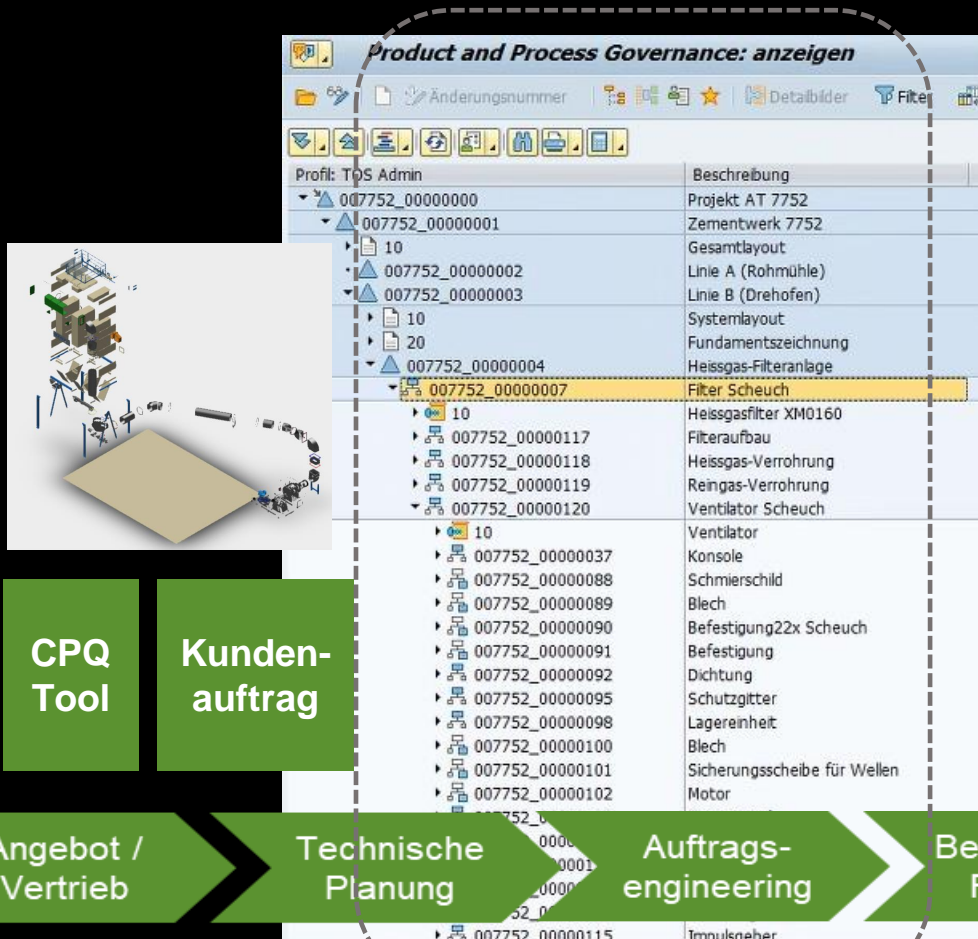 Product and Process Governance: anzeigen
Änderungsnummer Detailbilder Filter
Profil: TOS Admin Beschreibung
007752_00000000 Projekt AT 7752
007752_00000001 Zementwerk 7752
10 Gesamtlayout
007752_00000002 Linie A (Rohmühle)
007752_00000003 Linie B (Drehofen)
10 Systemlayout
20 Fundamentszeichnung
007752_00000004 Heissgas-Filteranlage
007752_00000007 Filter Scheuch
10 Heissgasfilter XM0160
007752_00000117 Filteraufbau
007752_00000118 Heissgas-Verrohrung
007752_00000119 Reingas-Verrohrung
007752_00000120 Ventilator Scheuch
10 Ventilator
007752_00000037 Konsole
007752_00000088 Schmierschild
007752_00000089 Blech
007752_00000090 Befestigung22x Scheuch
007752_00000091 Befestigung
007752_00000092 Dichtung
007752_00000095 Schutzgitter
007752_00000098 Lagereinheit
007752_00000100 Blech
007752_00000101 Sicherungsscheibe für Wellen
007752_00000102 Motor
007752_00000115 Impulsgeber
CPQ
Tool
Kunden-
auftrag
Angebot /
Vertrieb
Technische
Planung
Auftrags-
engineering